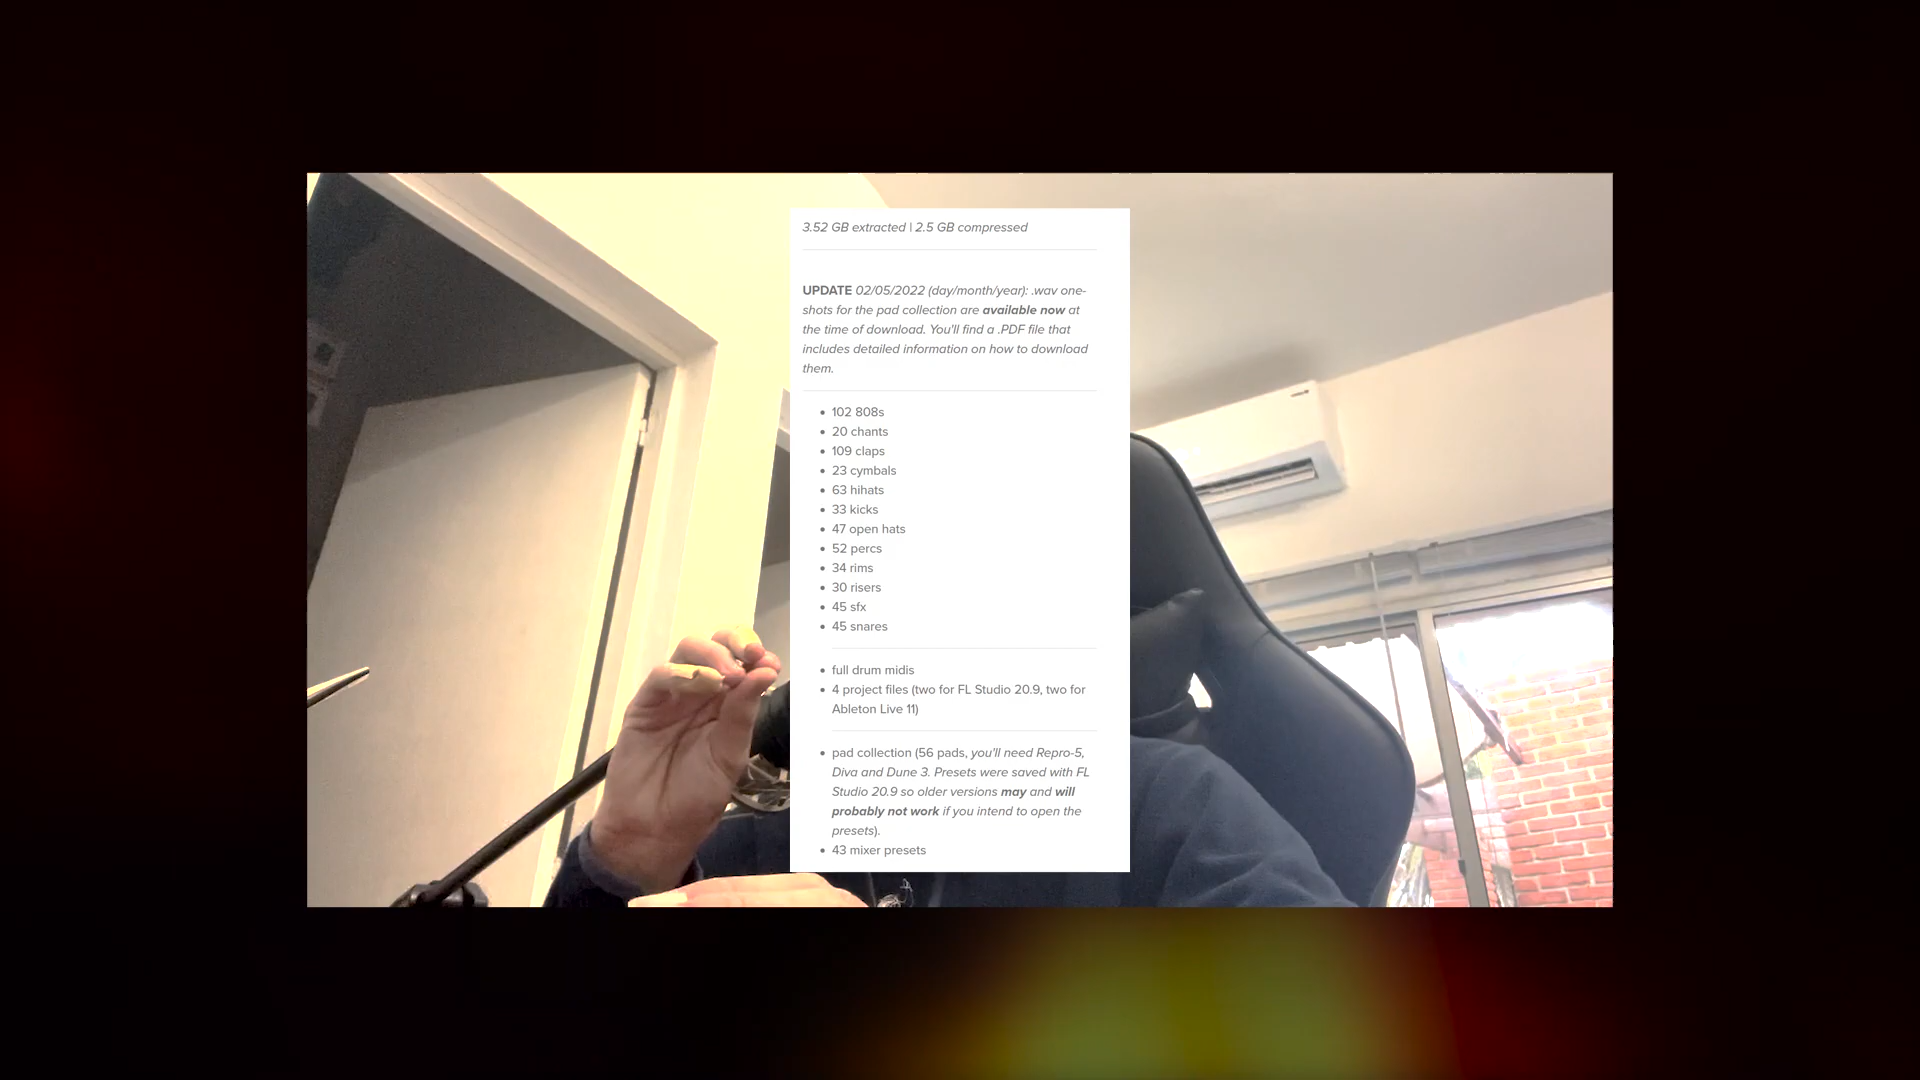 3.52 GB extracted | 2.5 GB compressed
UPDATE 02/05/2022 (day/month/year): .wav one-
shots for the pad collection are available now at
the time of download. You'll find a .PDF file that
includes detailed information on how to download
them.
• 102 808s
• 20 chants
• 109 claps
• 23 cymbals
• 63 hihats
• 33 kicks
• 47 open hats
• 52 percs
• 34 rims
• 30 risers
• 45 sfx
• 45 snares
• full drum midis
• 4 project files (two for FL Studio 20.9, two for
Ableton Live 11)
• pad collection (56 pads, you'll need Repro-5,
Diva and Dune 3. Presets were saved with FL
Studio 20.9 so older versions may and will
probably not work if you intend to open the
presets).
• 43 mixer presets